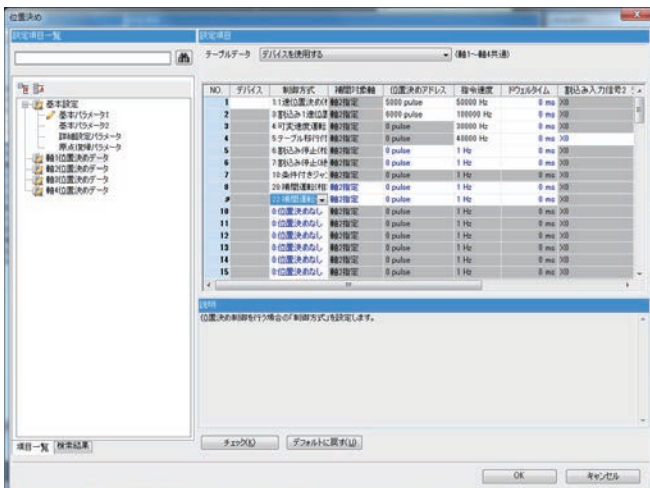 位置決め
設定項目一覧
設定項目
テーブルデータ デバイスを使用する (軸1～軸4共通)
基本設定
基本パラメータ1
基本パラメータ2
詳細設定パラメータ
原点復帰パラメータ
軸1位置決めデータ
軸2位置決めデータ
軸3位置決めデータ
軸4位置決めデータ
NO. デバイス 制御方式 補間対象軸 位置決めアドレス 指令速度 ドウェルタイム 割込み入力信号2
1 1:1速位置決め(相 軸2指定 5000 pulse 50000 Hz 0 ms X0
2 3:割込み1速位置 軸2指定 6000 pulse 100000 Hz 0 ms X0
3 4:可変速度運転 軸2指定 0 pulse 30000 Hz 0 ms X0
4 5:テーブル移行付 軸2指定 0 pulse 40000 Hz 0 ms X0
5 6:割込み停止(相 軸2指定 0 pulse 1 Hz 0 ms X0
6 7:割込み停止(絶 軸2指定 0 pulse 1 Hz 0 ms X0
7 10:条件付きジャン 軸2指定 0 pulse 1 Hz 0 ms X0
8 20:補間運転(相 軸2指定 0 pulse 1 Hz 0 ms X0
9 22:補間運転 軸2指定 0 pulse 1 Hz 0 ms X0
10 0:位置決めなし 軸2指定 0 pulse 1 Hz 0 ms X0
11 0:位置決めなし 軸2指定 0 pulse 1 Hz 0 ms X0
12 0:位置決めなし 軸2指定 0 pulse 1 Hz 0 ms X0
13 0:位置決めなし 軸2指定 0 pulse 1 Hz 0 ms X0
14 0:位置決めなし 軸2指定 0 pulse 1 Hz 0 ms X0
15 0:位置決めなし 軸2指定 0 pulse 1 Hz 0 ms X0
説明
位置決め制御を行う場合の「制御方式」を設定します。
項目一覧 検索結果
チェック(K) デフォルトに戻す(U)
OK キャンセル